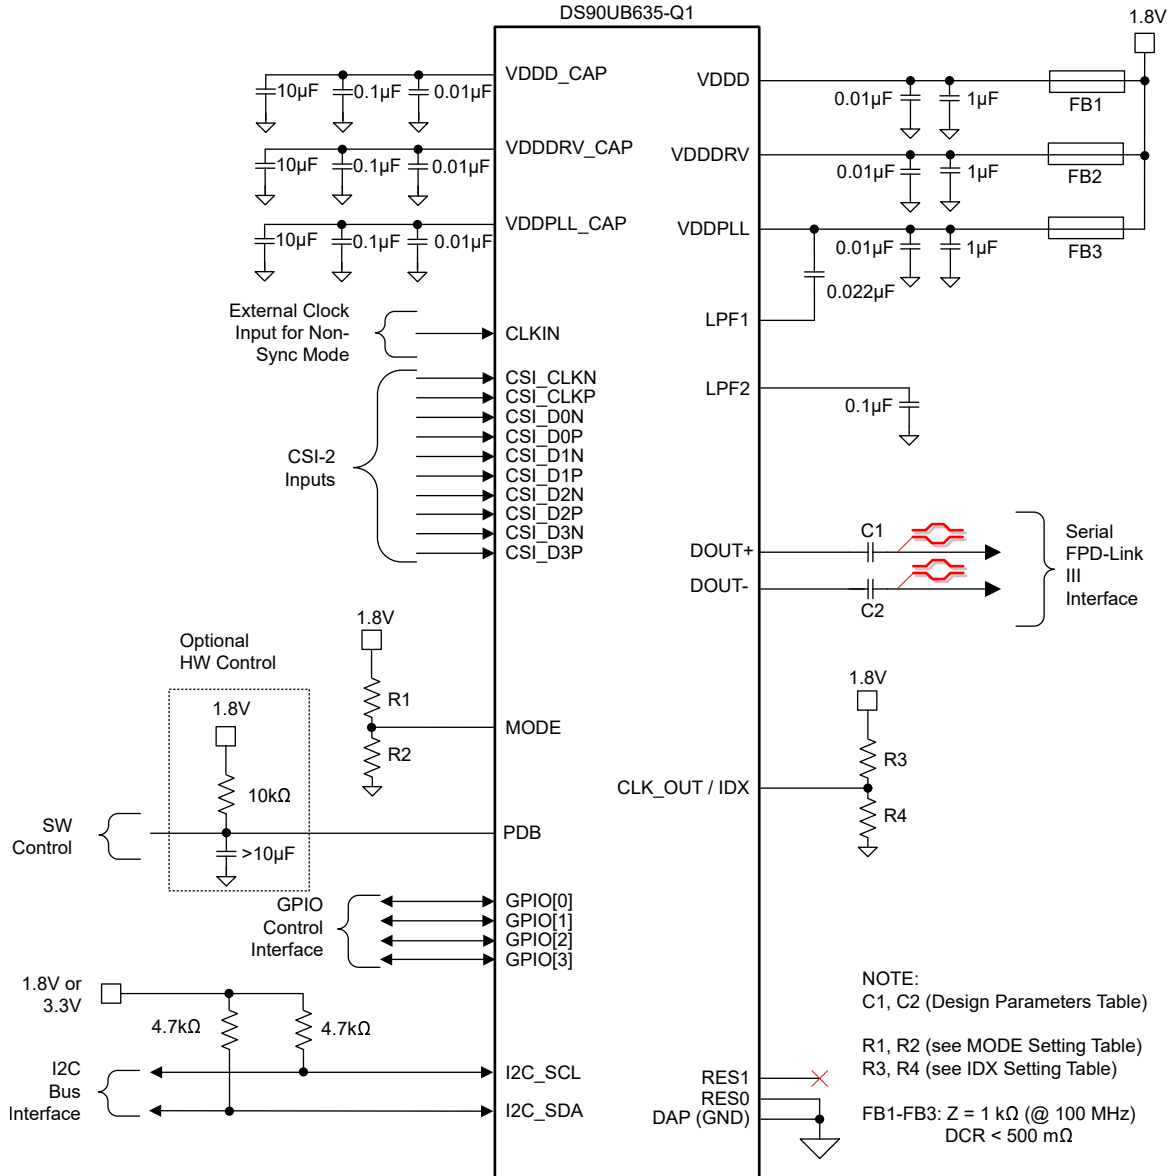 DS90UB635-Q1
1.8V
VDDD_CAP
10µF
0.1µF
0.01µF
VDDDRV_CAP
10µF
0.1µF
0.01µF
VDDPLL_CAP
10µF
0.1µF
0.01µF
External Clock
Input for Non-
Sync Mode
CLKIN
CSI-2
Inputs
CSI_CLKN
CSI_CLKP
CSI_D0N
CSI_D0P
CSI_D1N
CSI_D1P
CSI_D2N
CSI_D2P
CSI_D3N
CSI_D3P
1.8V
R1
R2
MODE
Optional
HW Control
1.8V
10kΩ
>10µF
SW
Control
PDB
GPIO
Control
Interface
GPIO[0]
GPIO[1]
GPIO[2]
GPIO[3]
1.8V or
3.3V
4.7kΩ
4.7kΩ
I2C
Bus
Interface
I2C_SCL
I2C_SDA
VDDD
0.01µF
1µF
FB1
VDDDRV
0.01µF
1µF
FB2
VDDPLL
0.01µF
1µF
FB3
0.022µF
LPF1
LPF2
0.1µF
DOUT+
C1
DOUT-
C2
Serial
FPD-Link
III
Interface
1.8V
R3
R4
CLK_OUT / IDX
RES1
RES0
DAP (GND)
NOTE:
C1, C2 (Design Parameters Table)
R1, R2 (see MODE Setting Table)
R3, R4 (see IDX Setting Table)
FB1-FB3: Z = 1 kΩ (@ 100 MHz)
DCR < 500 mΩ